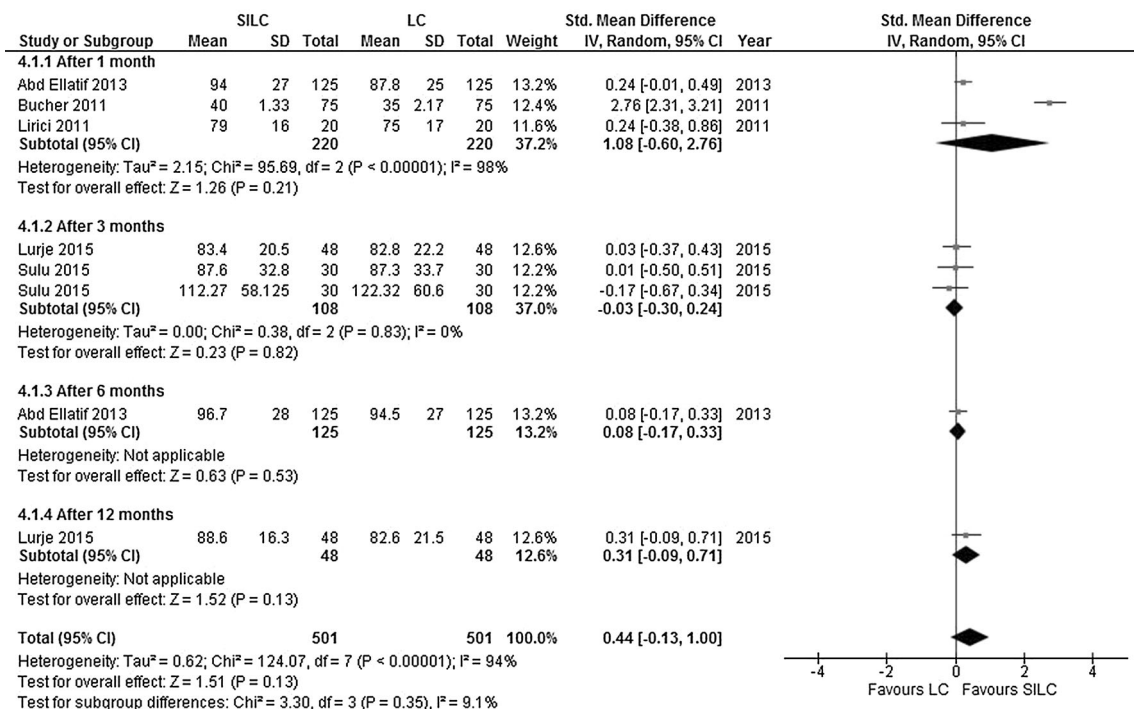 SILC LC Std. Mean Difference Std. Mean Difference
Study or Subgroup Mean SD Total Mean SD Total Weight IV, Random, 95% CI Year IV, Random, 95% CI
4.1.1 After 1 month
Abd Ellatif 2013 94 27 125 87.8 25 125 13.2% 0.24 [-0.01, 0.49] 2013
Bucher 2011 40 1.33 75 35 2.17 75 12.4% 2.76 [2.31, 3.21] 2011
Lirici 2011 79 16 20 75 17 20 11.6% 0.24 [-0.38, 0.86] 2011
Subtotal (95% CI) 220 220 37.2% 1.08 [-0.60, 2.76]
Heterogeneity: Tau² = 2.15; Chi² = 95.69, df = 2 (P < 0.00001); I² = 98%
Test for overall effect: Z = 1.26 (P = 0.21)
4.1.2 After 3 months
Lurje 2015 83.4 20.5 48 82.8 22.2 48 12.6% 0.03 [-0.37, 0.43] 2015
Sulu 2015 87.6 32.8 30 87.3 33.7 30 12.2% 0.01 [-0.50, 0.51] 2015
Sulu 2015 112.27 58.125 30 122.32 60.6 30 12.2% -0.17 [-0.67, 0.34] 2015
Subtotal (95% CI) 108 108 37.0% -0.03 [-0.30, 0.24]
Heterogeneity: Tau² = 0.00; Chi² = 0.38, df = 2 (P = 0.83); I² = 0%
Test for overall effect: Z = 0.23 (P = 0.82)
4.1.3 After 6 months
Abd Ellatif 2013 96.7 28 125 94.5 27 125 13.2% 0.08 [-0.17, 0.33] 2013
Subtotal (95% CI) 125 125 13.2% 0.08 [-0.17, 0.33]
Heterogeneity: Not applicable
Test for overall effect: Z = 0.63 (P = 0.53)
4.1.4 After 12 months
Lurje 2015 88.6 16.3 48 82.6 21.5 48 12.6% 0.31 [-0.09, 0.71] 2015
Subtotal (95% CI) 48 48 12.6% 0.31 [-0.09, 0.71]
Heterogeneity: Not applicable
Test for overall effect: Z = 1.52 (P = 0.13)
Total (95% CI) 501 501 100.0% 0.44 [-0.13, 1.00]
Heterogeneity: Tau² = 0.62; Chi² = 124.07, df = 7 (P < 0.00001); I² = 94%
Test for overall effect: Z = 1.51 (P = 0.13)
Test for subgroup differences: Chi² = 3.30, df = 3 (P = 0.35), I² = 9.1%
-4 -2 0 2 4
Favours LC Favours SILC